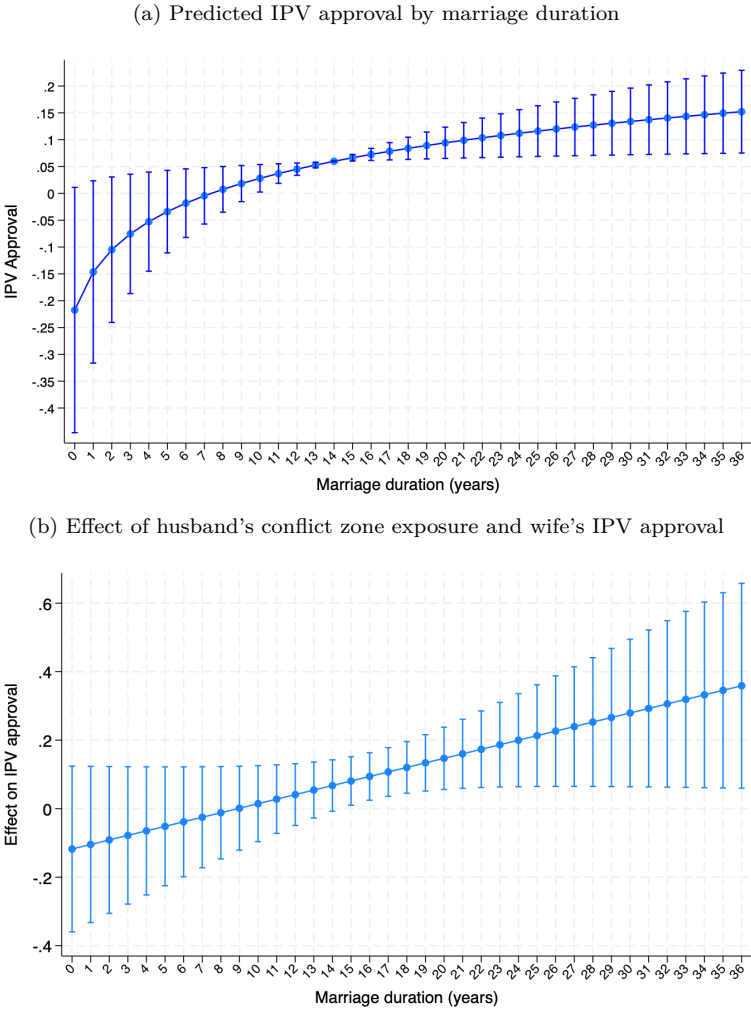 (a) Predicted IPV approval by marriage duration
.2
.15
.1
.05
0
-.05
-.1
-.15
-.2
-.25
-.3
-.35
-.4
IPV Approval
0 1 2 3 4 5 6 7 8 9 10 11 12 13 14 15 16 17 18 19 20 21 22 23 24 25 26 27 28 29 30 31 32 33 34 35 36
Marriage duration (years)
(b) Effect of husband's conflict zone exposure and wife's IPV approval
.6
.4
.2
0
-.2
-.4
Effect on IPV approval
0 1 2 3 4 5 6 7 8 9 10 11 12 13 14 15 16 17 18 19 20 21 22 23 24 25 26 27 28 29 30 31 32 33 34 35 36
Marriage duration (years)